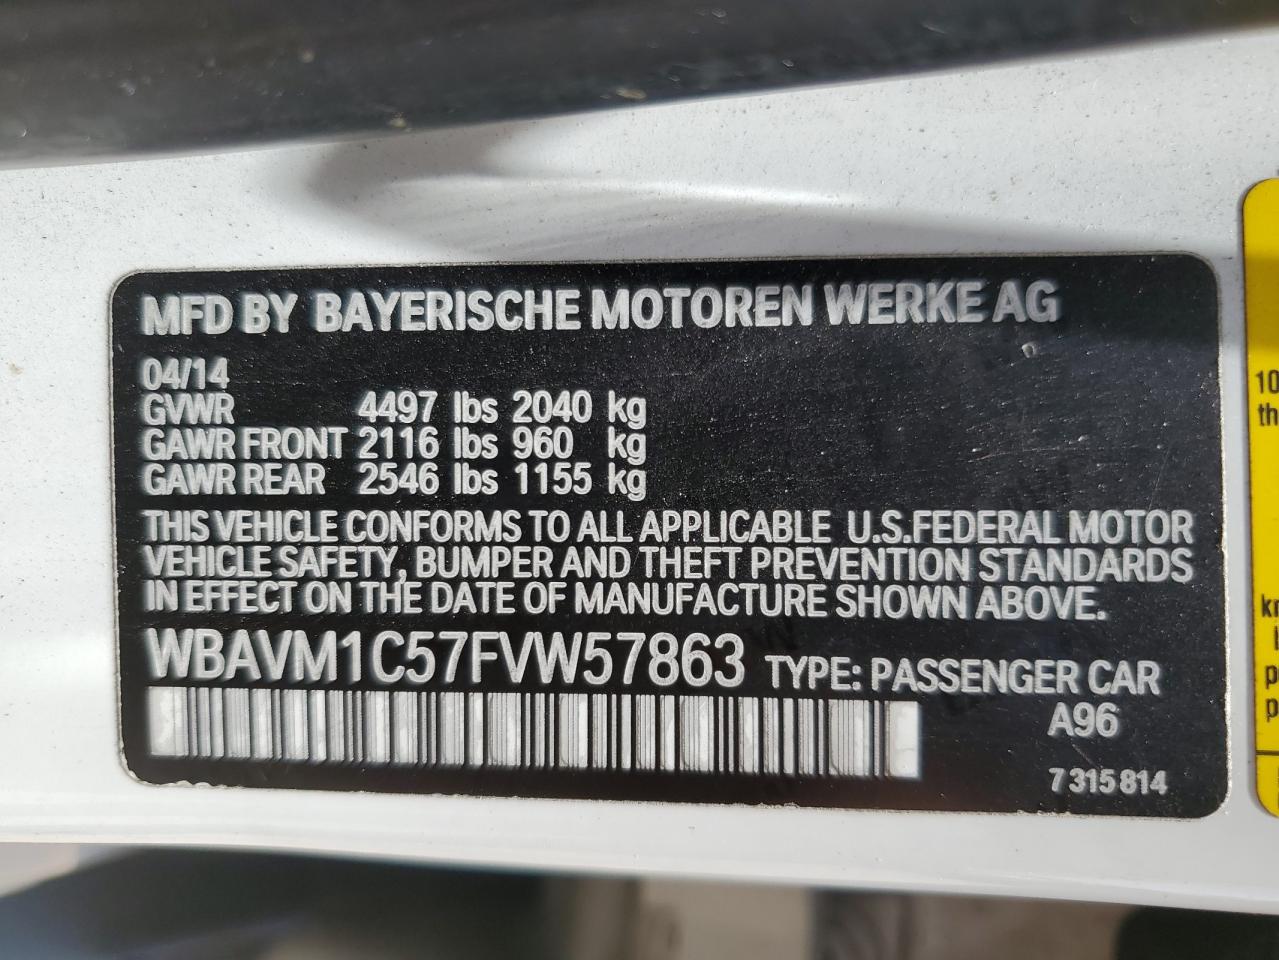 MFD BY BAYERISCHE MOTOREN WERKE AG
04/14
GVWR 4497 lbs 2040 kg
GAWR FRONT 2116 lbs 960 kg
GAWR REAR 2546 lbs 1155 kg
THIS VEHICLE CONFORMS TO ALL APPLICABLE U.S.FEDERAL MOTOR
VEHICLE SAFETY, BUMPER AND THEFT PREVENTION STANDARDS
IN EFFECT ON THE DATE OF MANUFACTURE SHOWN ABOVE.
WBAVM1C57FVW57863 TYPE: PASSENGER CAR
A96
7 315 814
10
th